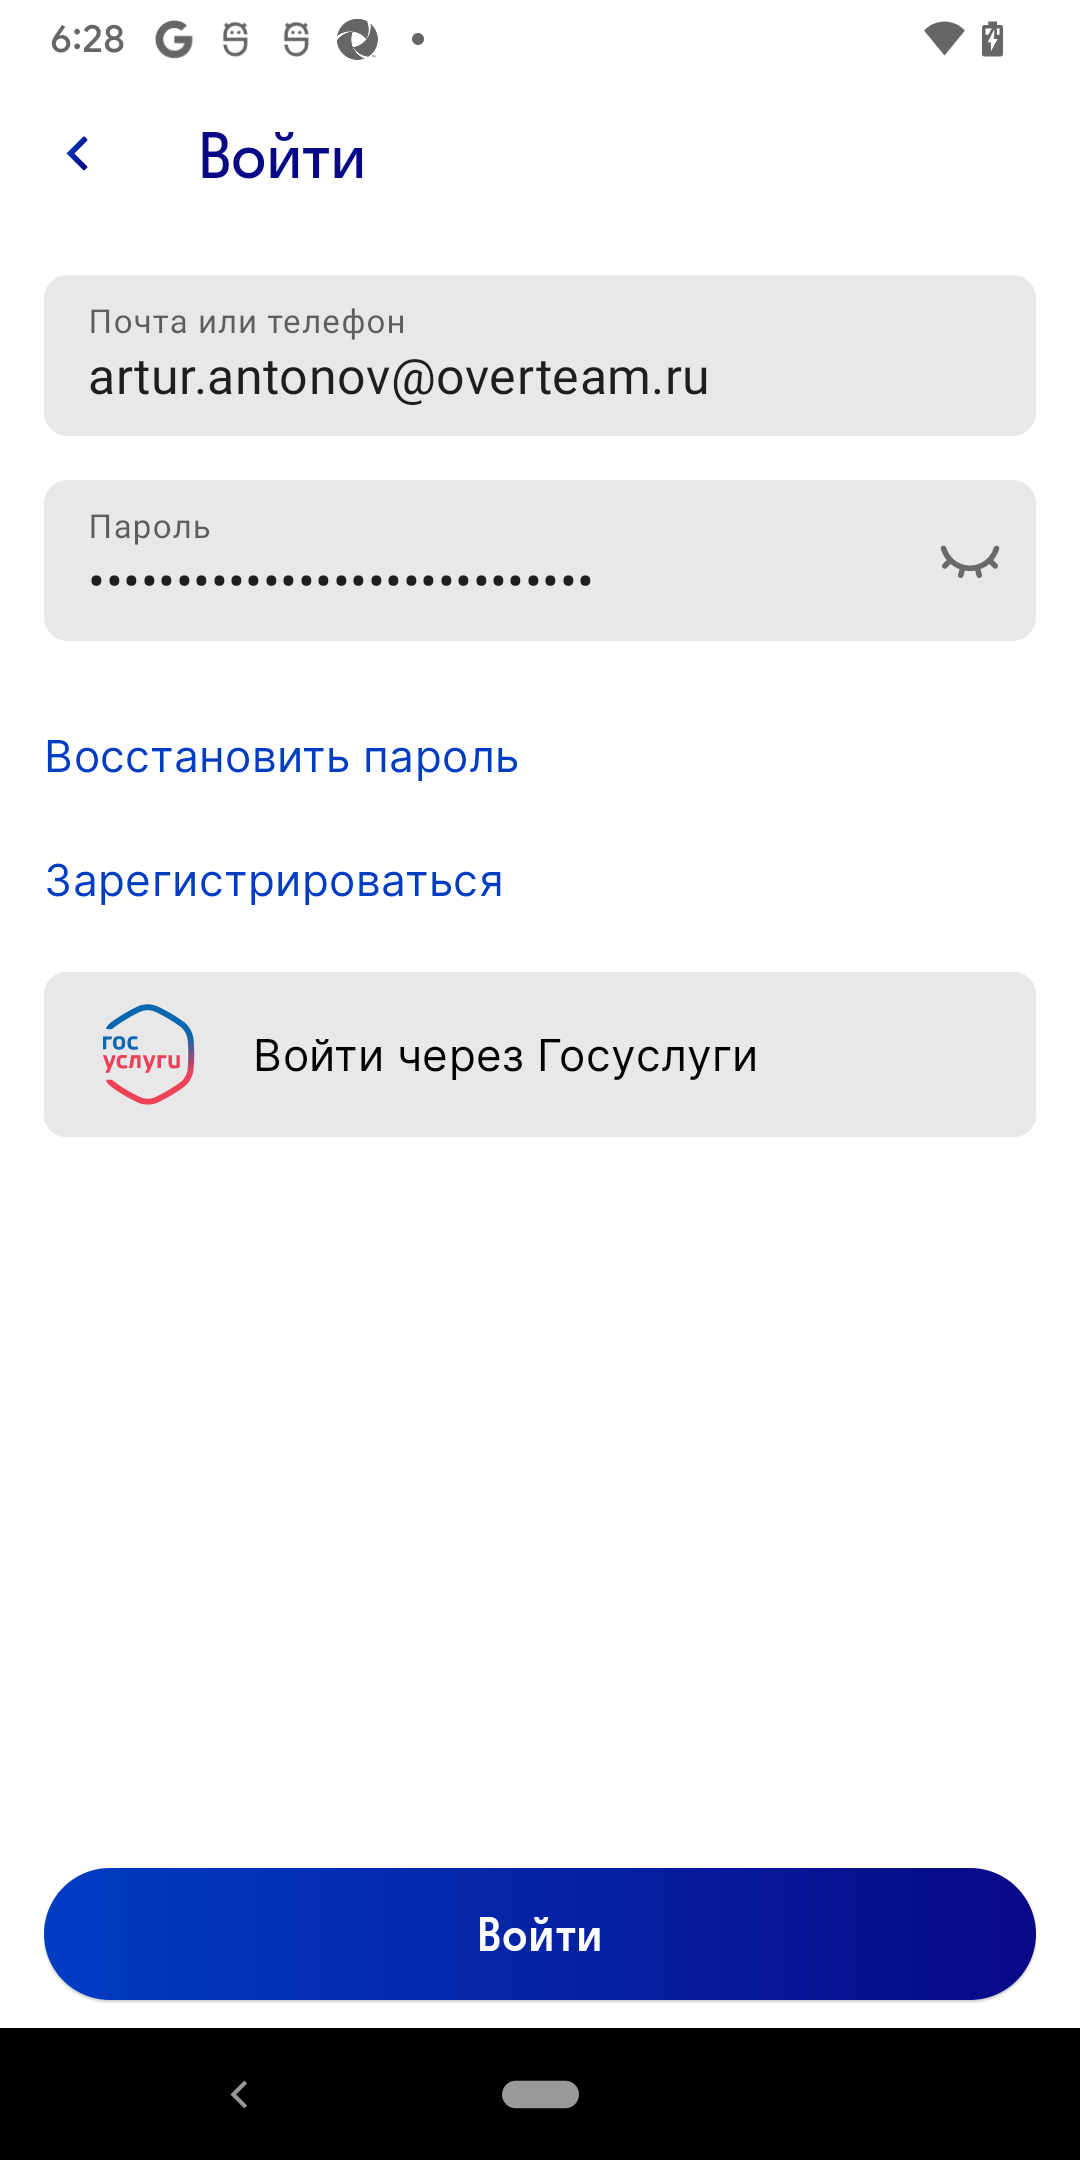 6:28
Войти
Почта или телефон
artur.antonov@overteam.ru
Пароль
•••••••••••••••••••••••••••••
Восстановить пароль
Зарегистрироваться
гос
услуги
Войти через Госуслуги
Войти